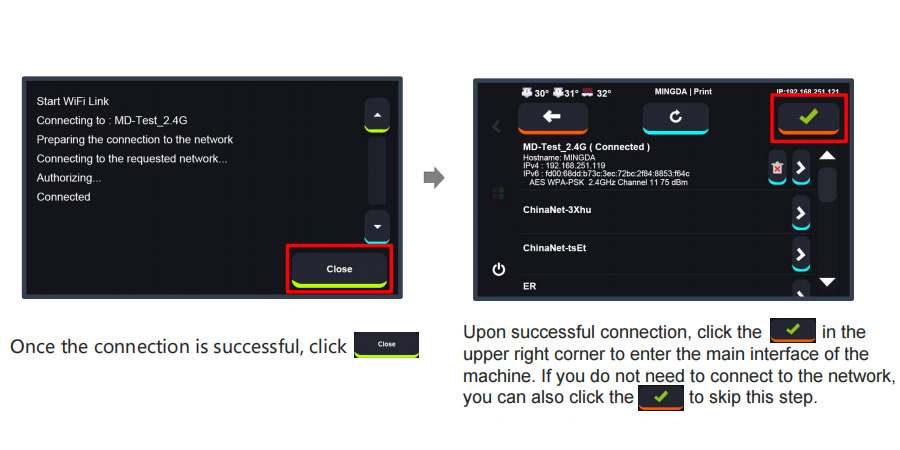 Start WiFi Link
Connecting to : MD-Test_2.4G
Preparing the connection to the network
Connecting to the requested network...
Authorizing...
Connected
Close
Once the connection is successful, click Close
30° 31° 32° MINGDA | Print IP:192.168.251.121
MD-Test_2.4G ( Connected )
Hostname: MINGDA
IPv4 : 192.168.251.119
IPv6 : fd00:68dd:b73c:3ec:72bc:2f84:8853:f64c
AES WPA-PSK 2.4GHz Channel 11 75 dBm
ChinaNet-3Xhu
ChinaNet-tsEt
ER
Upon successful connection, click the in the
upper right corner to enter the main interface of the
machine. If you do not need to connect to the network,
you can also click the to skip this step.